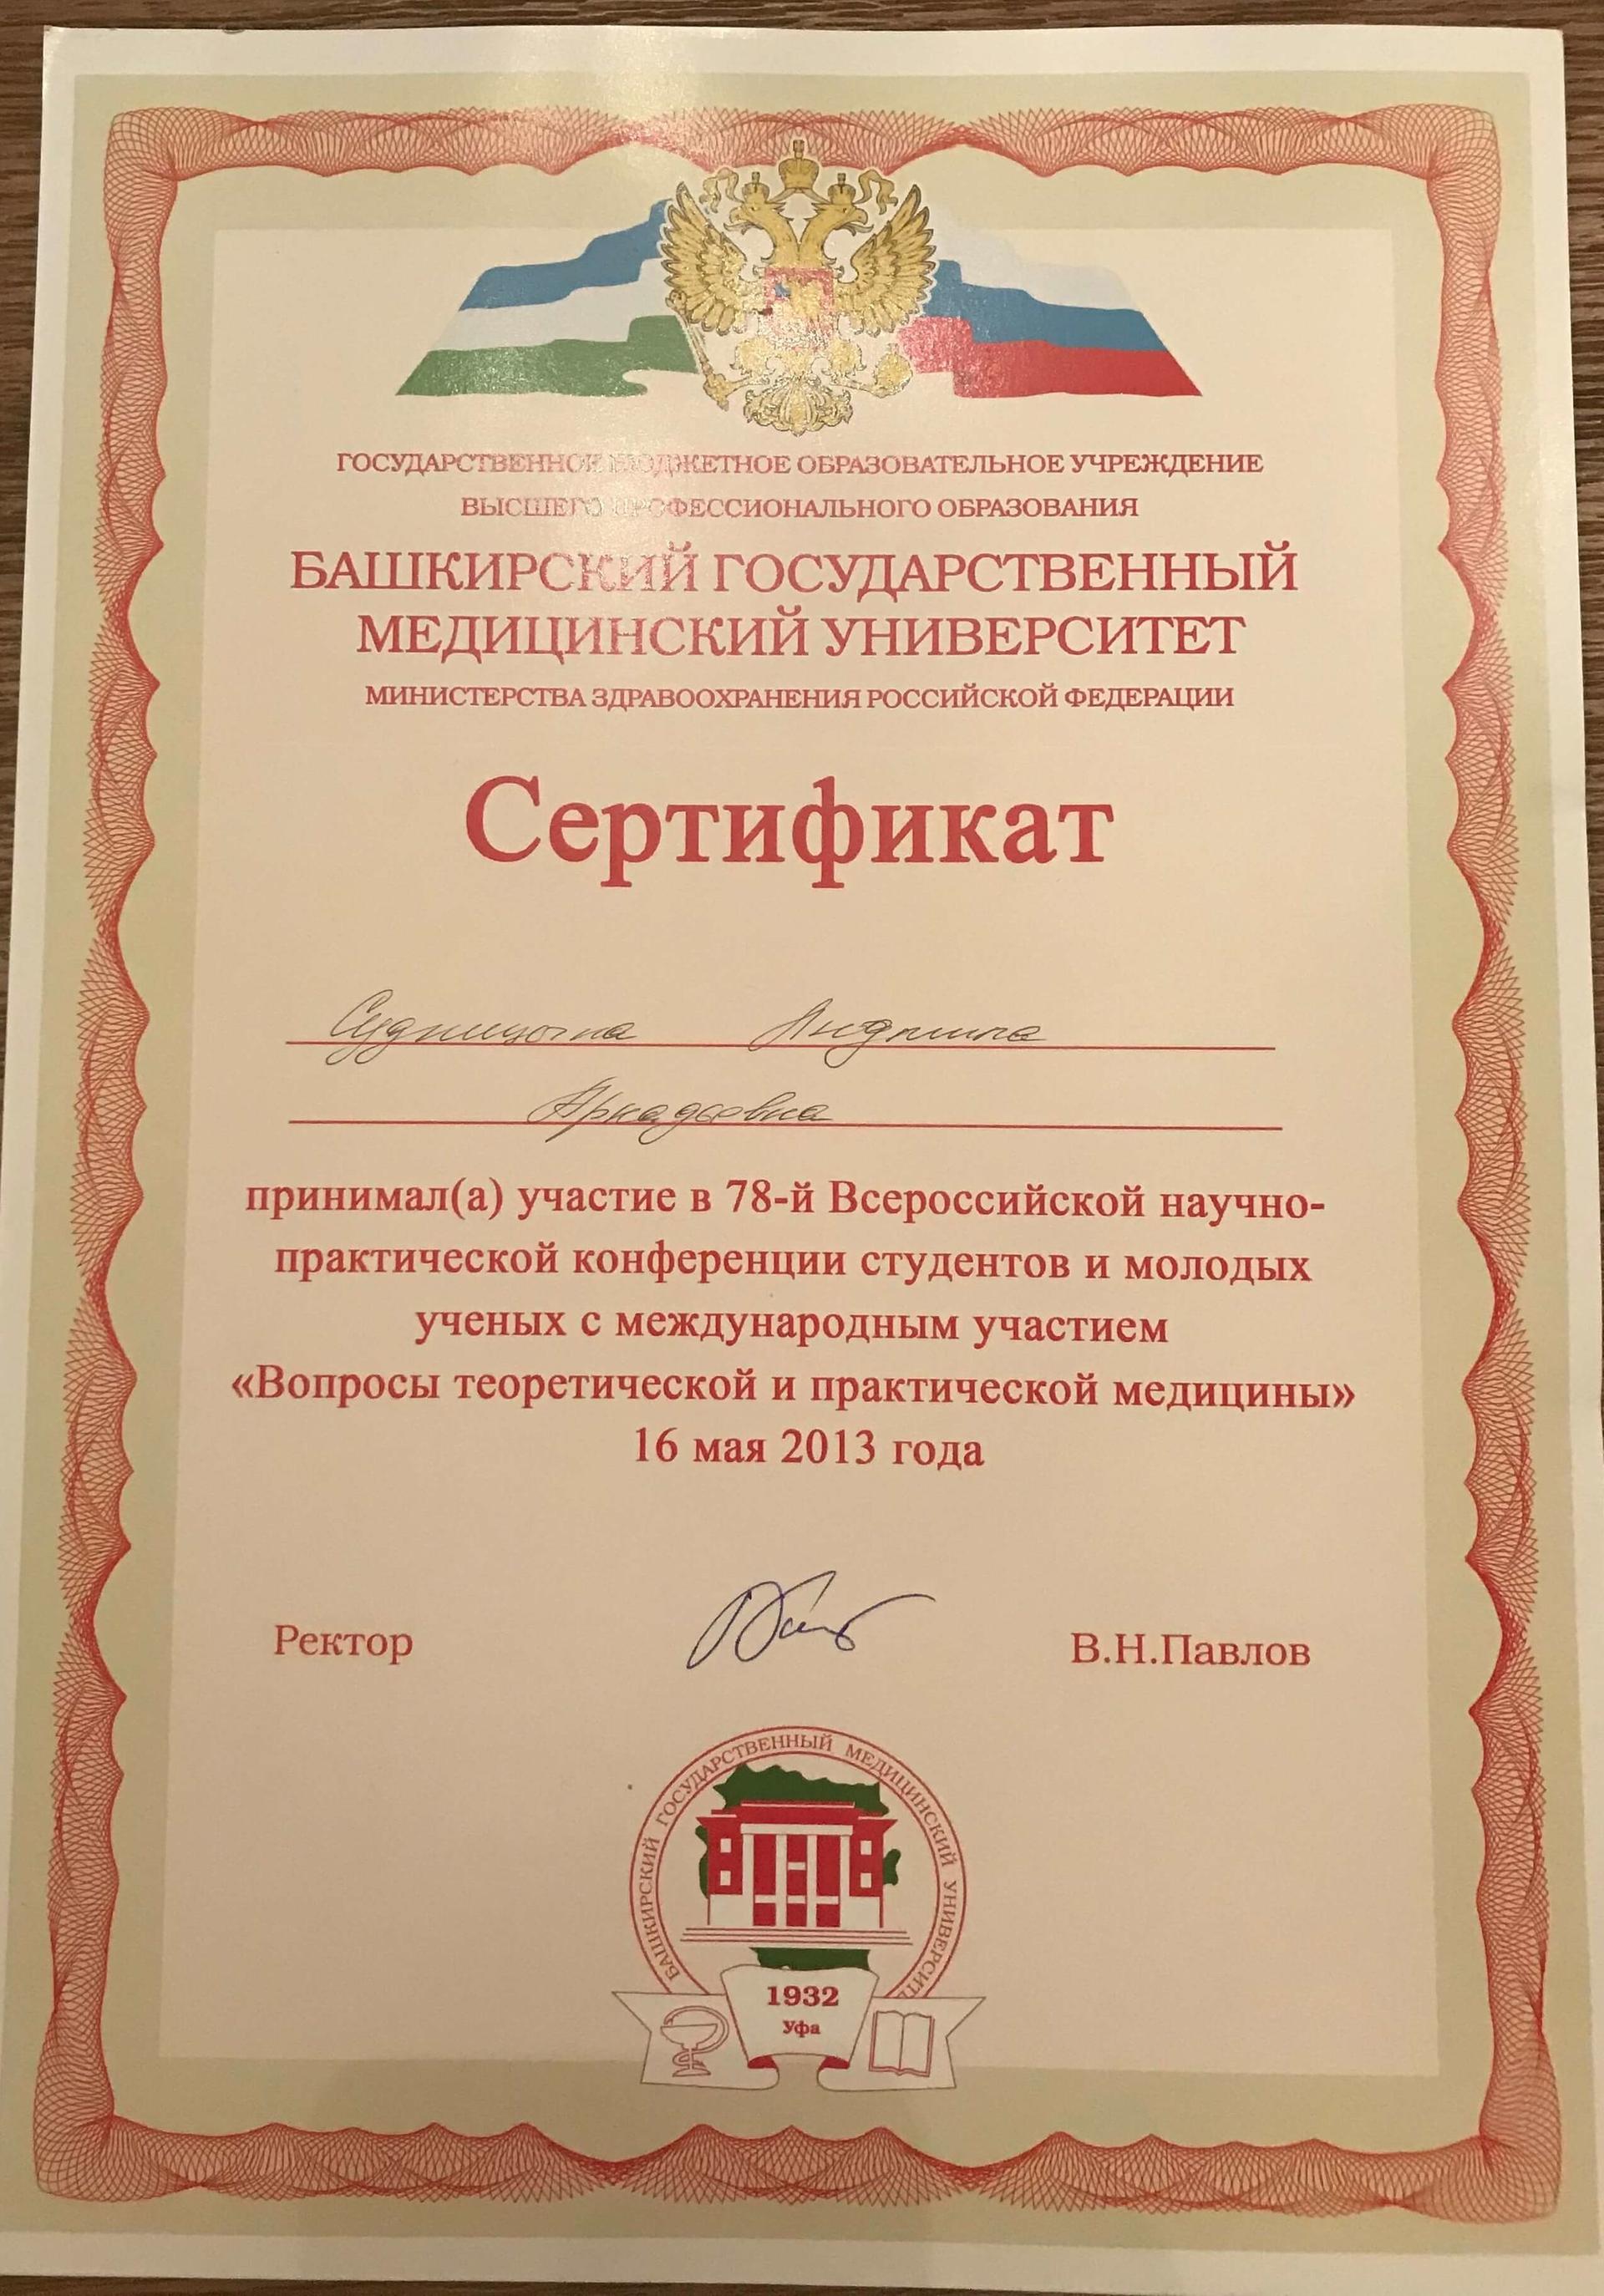 ГОСУДАРСТВЕННОЕ БЮДЖЕТНОЕ ОБРАЗОВАТЕЛЬНОЕ УЧРЕЖДЕНИЕ
ВЫСШЕГО ПРОФЕССИОНАЛЬНОГО ОБРАЗОВАНИЯ
БАШКИРСКИЙ ГОСУДАРСТВЕННЫЙ
МЕДИЦИНСКИЙ УНИВЕРСИТЕТ
МИНИСТЕРСТВА ЗДРАВООХРАНЕНИЯ РОССИЙСКОЙ ФЕДЕРАЦИИ
Сертификат
Судницына Людмила
Аркадьевна
принимал(а) участие в 78-й Всероссийской научно-
практической конференции студентов и молодых
ученых с международным участием
«Вопросы теоретической и практической медицины»
16 мая 2013 года
Ректор В.Н.Павлов
БАШКИРСКИЙ ГОСУДАРСТВЕННЫЙ МЕДИЦИНСКИЙ УНИВЕРСИТЕТ
1932
Уфа